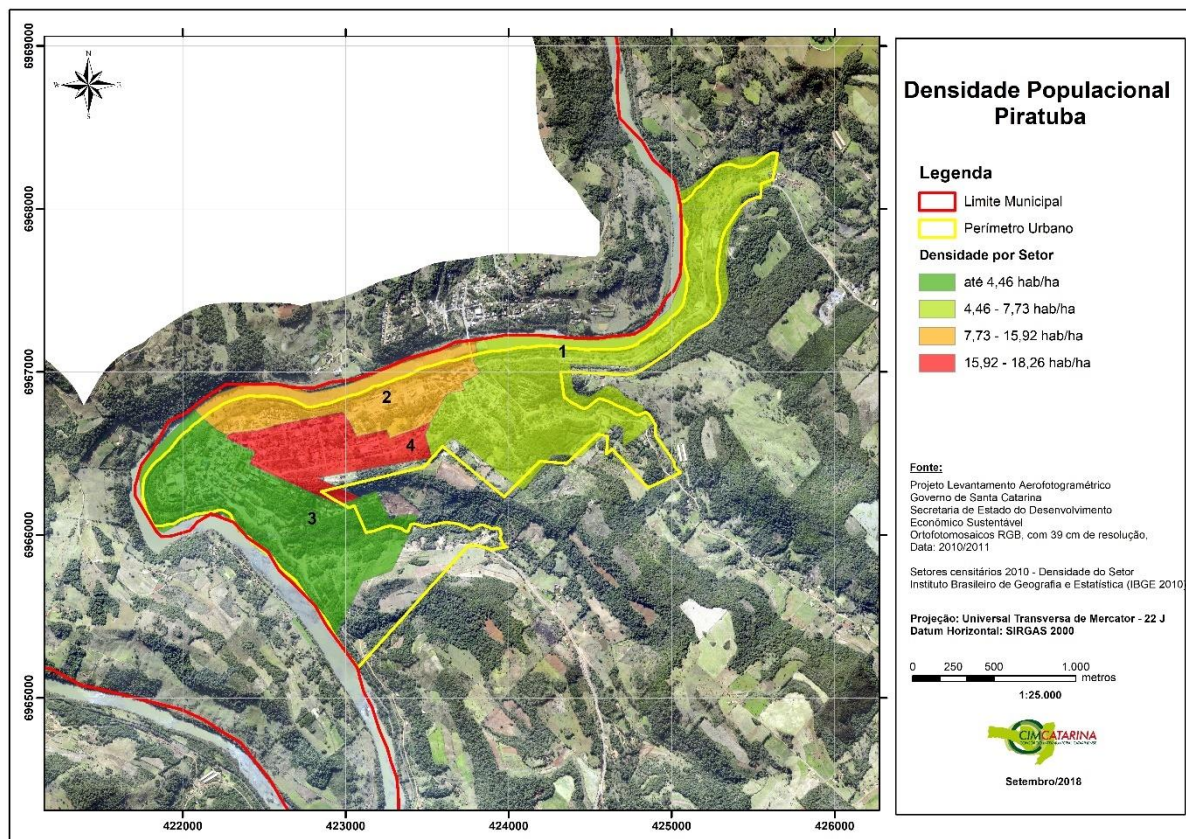 Densidade Populacional
Piratuba
Legenda
Limite Municipal
Perímetro Urbano
Densidade por Setor
até 4,46 hab/ha
4,46 - 7,73 hab/ha
7,73 - 15,92 hab/ha
15,92 - 18,26 hab/ha
Fonte:
Projeto Levantamento Aerofotogramétrico
Governo de Santa Catarina
Secretaria de Estado do Desenvolvimento
Econômico Sustentável
Ortofotomosaicos RGB, com 39 cm de resolução,
Data: 2010/2011
Setores censitários 2010 - Densidade do Setor
Instituto Brasileiro de Geografia e Estatística (IBGE 2010)
Projeção: Universal Transversa de Mercator - 22 J
Datum Horizontal: SIRGAS 2000
0 250 500 1.000
metros
1:25.000
CIMCATARINA
Setembro/2018
N
S
1
2
4
3
6969000
6968000
6967000
6966000
6965000
422000 423000 424000 425000 426000